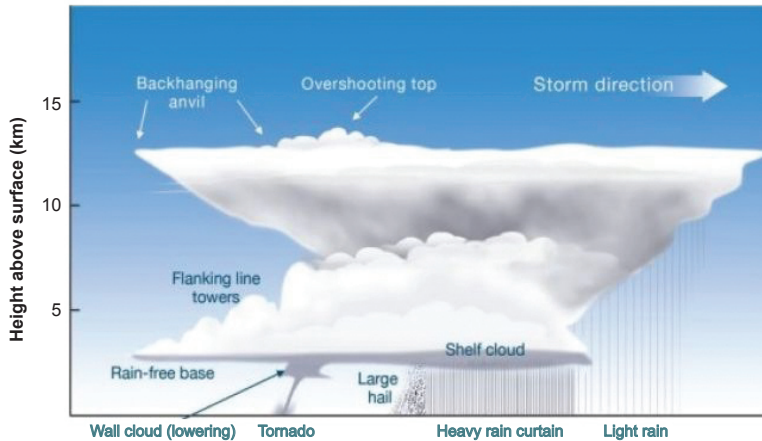 Backhanging
anvil
Overshooting top
Storm direction
15
10
5
Height above surface (km)
Flanking line
towers
Shelf cloud
Rain-free base
Large
hail
Wall cloud (lowering)
Tornado
Heavy rain curtain
Light rain